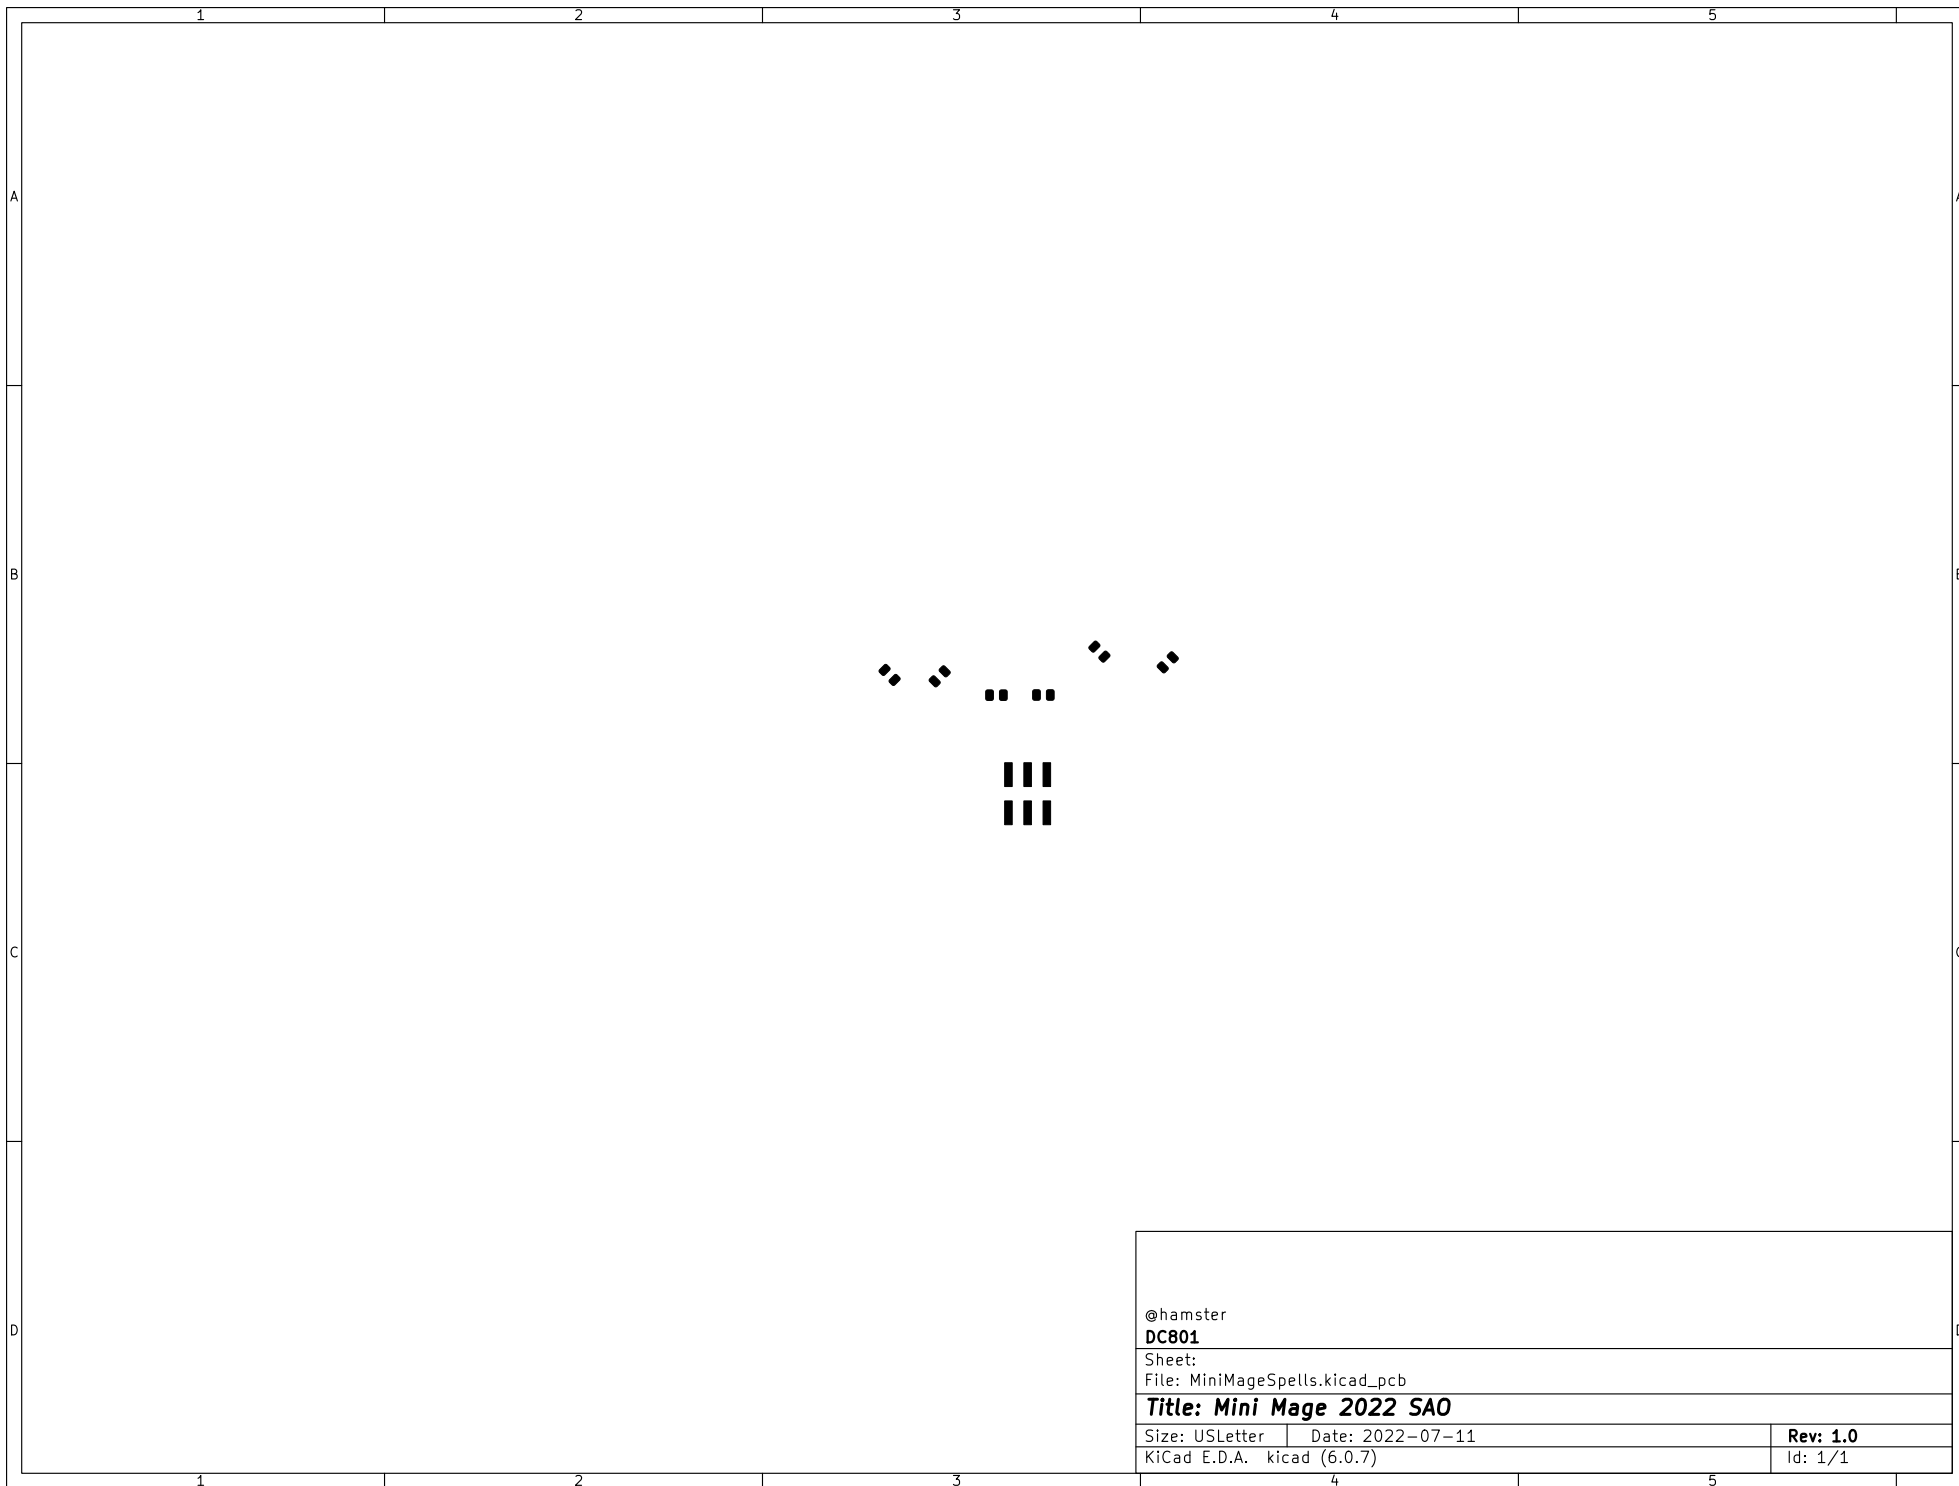 1 2 3 4 5
A A
B B
C C
@hamster
D D
DC801
Sheet:
File: MiniMageSpells.kicad_pcb
Title: Mini Mage 2022 SAO
Size: USLetter Date: 2022-07-11 Rev: 1.0
KiCad E.D.A. kicad (6.0.7) Id: 1/1
1 2 3 4 5